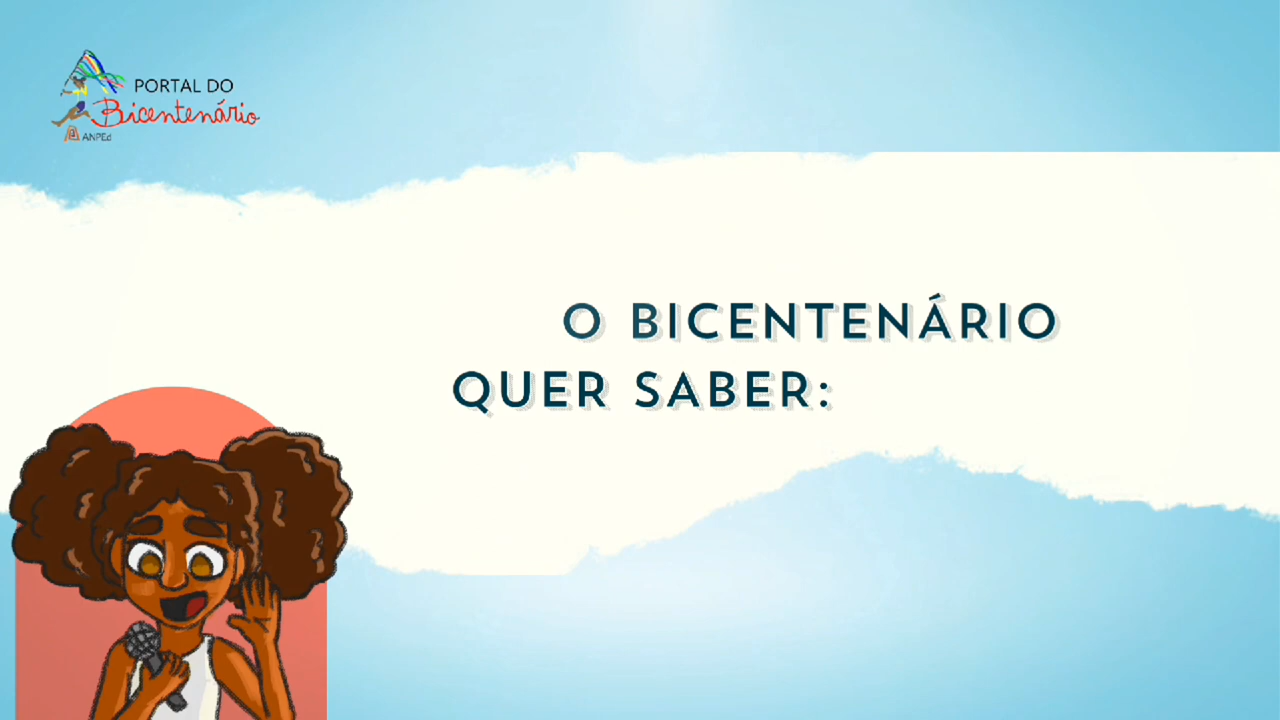 PORTAL DO
Bicentenário
ANPEd
O BICENTENÁRIO
QUER SABER: